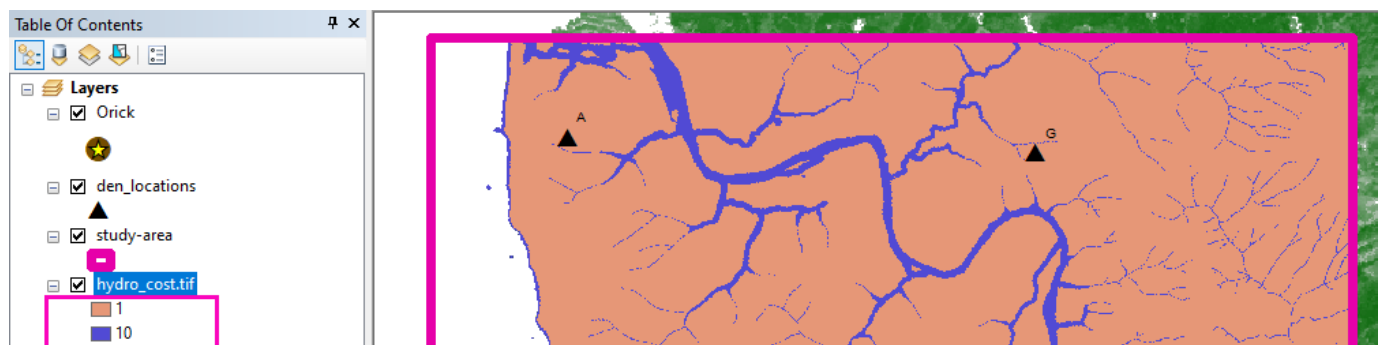 Table Of Contents
Layers
Orick
den_locations
study-area
hydro_cost.tif
1
10
A
G